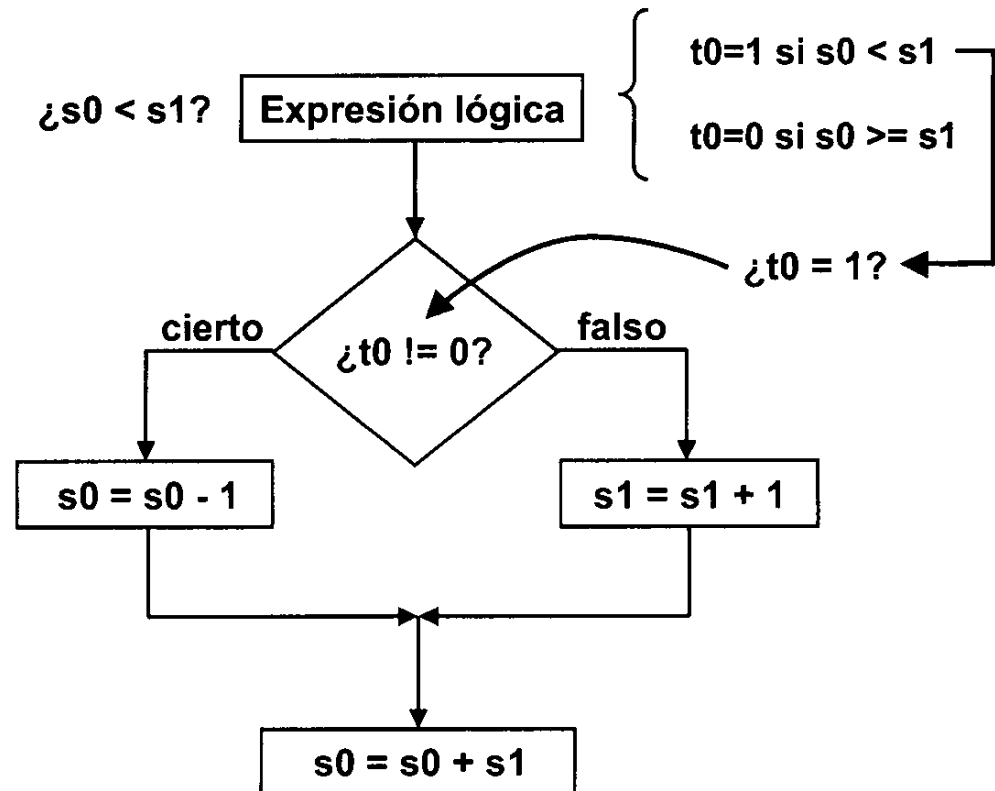 t0=1 si s0 < s1
¿s0 < s1?
Expresión lógica
t0=0 si s0 >= s1
¿t0 = 1?
cierto
falso
¿t0 != 0?
s0 = s0 - 1
s1 = s1 + 1
s0 = s0 + s1